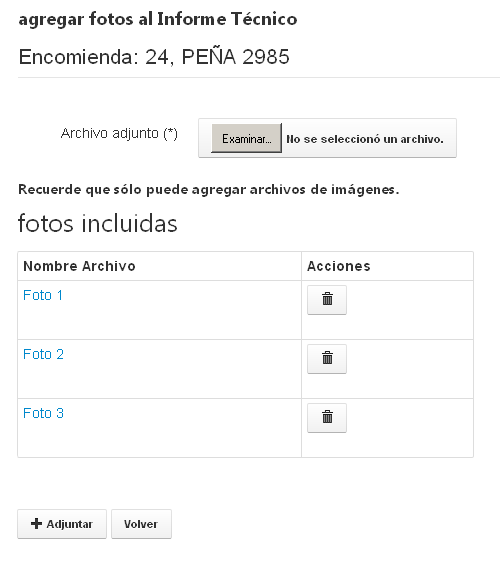 agregar fotos al Informe Técnico
Encomienda: 24, PEÑA 2985
Archivo adjunto (*) Examinar... No se seleccionó un archivo.
Recuerde que sólo puede agregar archivos de imágenes.
fotos incluidas
Nombre Archivo Acciones
Foto 1
Foto 2
Foto 3
Adjuntar Volver